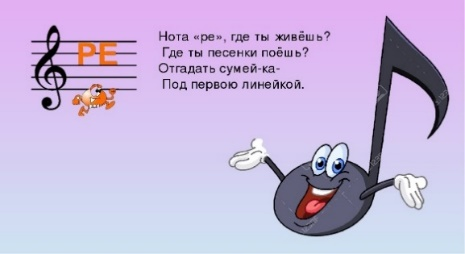 РЕ
Нота «ре», где ты живёшь?
Где ты песенки поёшь?
Отгадать сумей-ка-
Под первою линейкой.